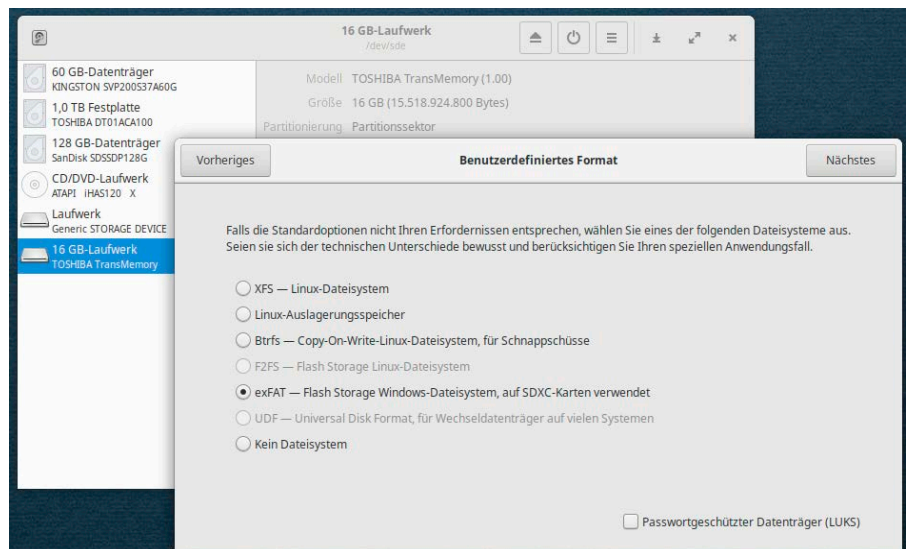 16 GB-Laufwerk
/dev/sde
60 GB-Datenträger
KINGSTON SVP200S37A60G
1,0 TB Festplatte
TOSHIBA DT01ACA100
128 GB-Datenträger
SanDisk SDSSDP128G
CD/DVD-Laufwerk
ATAPI iHAS120 X
Laufwerk
Generic STORAGE DEVICE
16 GB-Laufwerk
TOSHIBA TransMemory
Modell TOSHIBA TransMemory (1.00)
Größe 16 GB (15.518.924.800 Bytes)
Partitionierung Partitionssektor
Vorheriges Benutzerdefiniertes Format Nächstes
Falls die Standardoptionen nicht Ihren Erfordernissen entsprechen, wählen Sie eines der folgenden Dateisysteme aus.
Seien sie sich der technischen Unterschiede bewusst und berücksichtigen Sie Ihren speziellen Anwendungsfall.
XFS — Linux-Dateisystem
Linux-Auslagerungsspeicher
Btrfs — Copy-On-Write-Linux-Dateisystem, für Schnappschüsse
F2FS — Flash Storage Linux-Dateisystem
exFAT — Flash Storage Windows-Dateisystem, auf SDXC-Karten verwendet
UDF — Universal Disk Format, für Wechseldatenträger auf vielen Systemen
Kein Dateisystem
Passwortgeschützter Datenträger (LUKS)